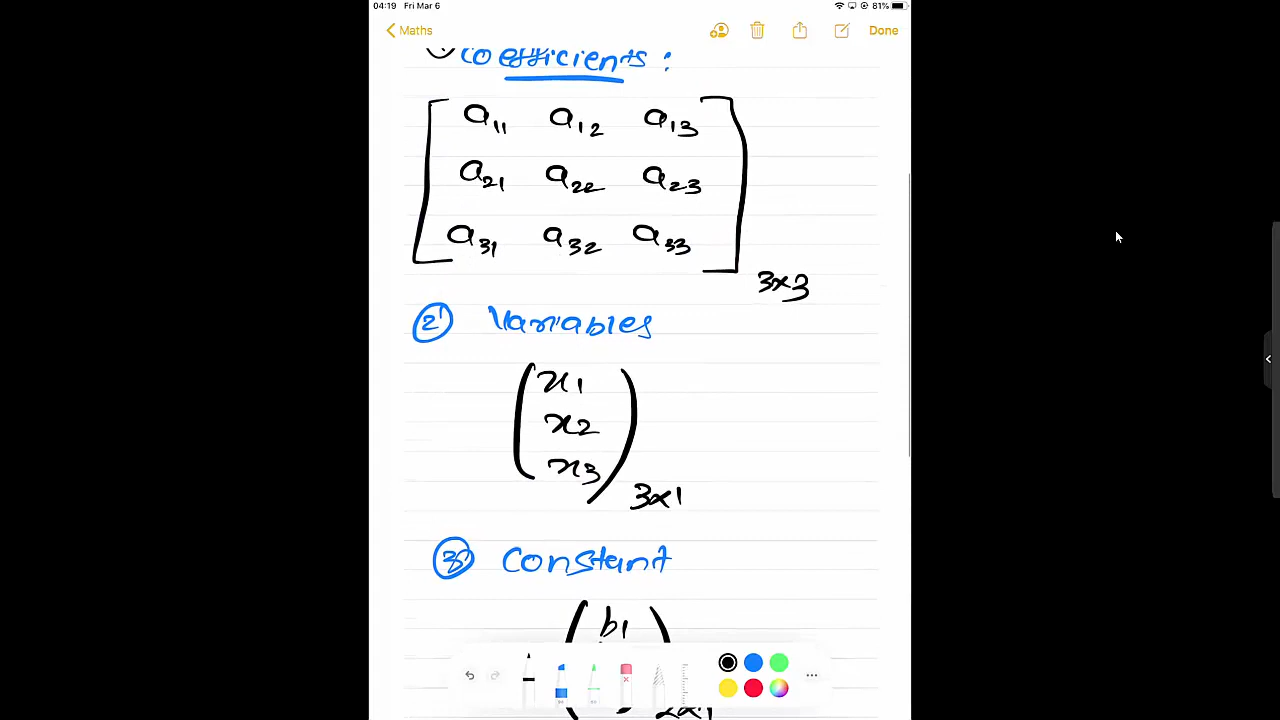 04:19 Fri Mar 6 81%
Maths Done
Coefficients :
a11 a12 a13
a21 a22 a23
a31 a32 a33
3x3
2 Variables
x1
x2
x3
3x1
3 Constant
b1